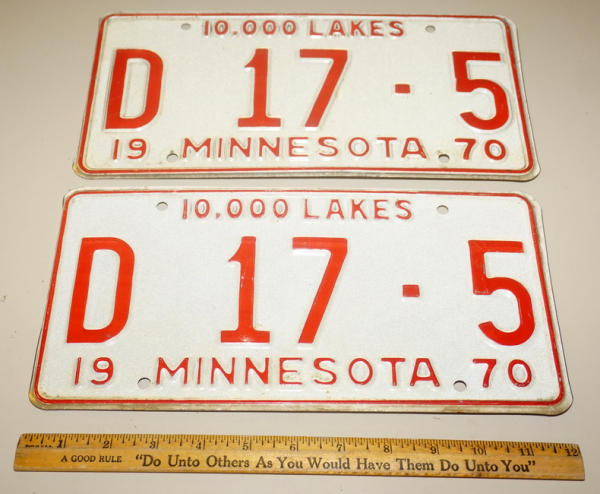 10,000 LAKES
D 17 - 5
19 MINNESOTA 70
10,000 LAKES
D 17 - 5
19 MINNESOTA 70
1 2 3 4 5 6 7 8 9 10 11 12
A GOOD RULE "Do Unto Others As You Would Have Them Do Unto You"